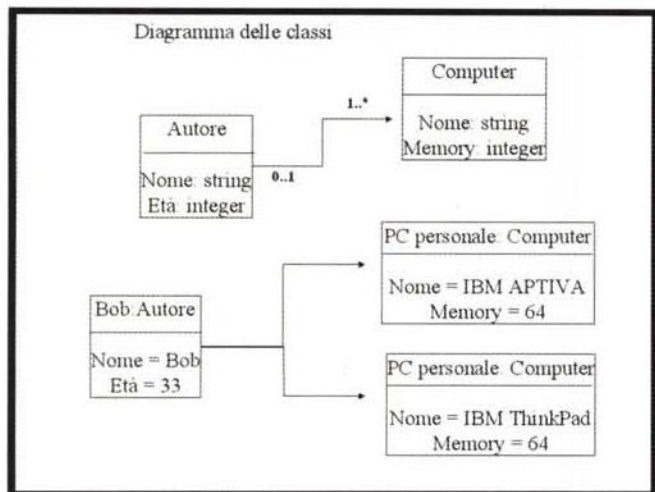 Diagramma delle classi
Computer
Nome: string
Memory: integer
1..*
Autore
Nome: string
Età: integer
0..1
PC personale: Computer
Nome = IBM APTIVA
Memory = 64
Bob:Autore
Nome = Bob
Età = 33
PC personale: Computer
Nome = IBM ThinkPad
Memory = 64